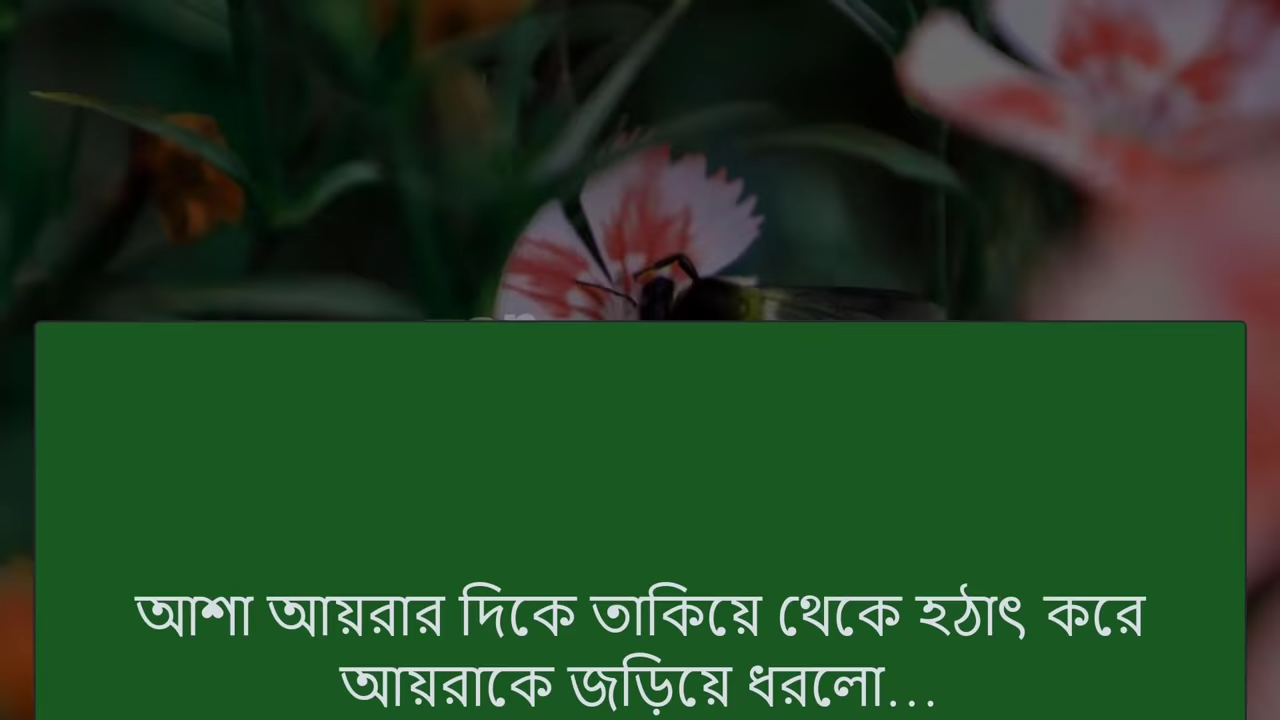 আশা আয়রার দিকে তাকিয়ে থেকে হঠাৎ করে
আয়রাকে জড়িয়ে ধরলো...